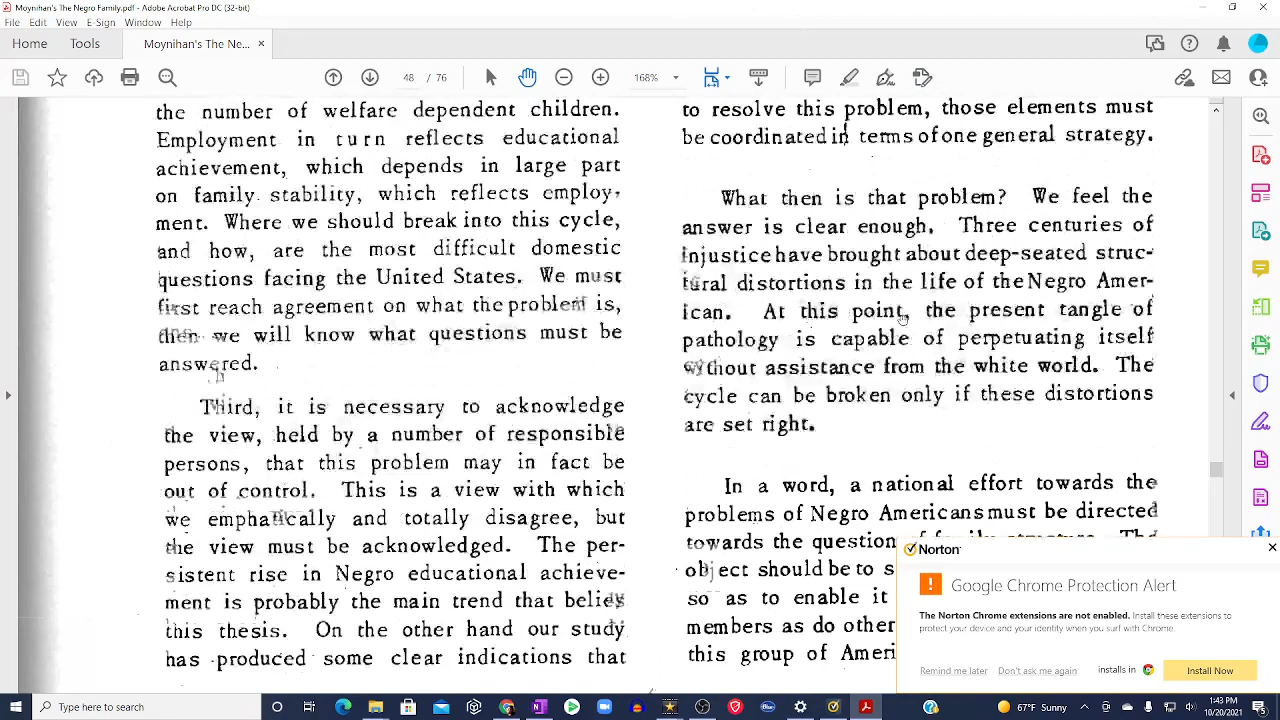 Moynihan's The Negro Family.pdf - Adobe Acrobat Pro DC (32-bit)
File Edit View E-Sign Window Help
Home Tools Moynihan's The Ne... ×
48 / 76 168%
the number of welfare dependent children.
Employment in turn reflects educational
achievement, which depends in large part
on family stability, which reflects employ-
ment. Where we should break into this cycle,
and how, are the most difficult domestic
questions facing the United States. We must
first reach agreement on what the problem is,
then we will know what questions must be
answered.
Third, it is necessary to acknowledge
the view, held by a number of responsible
persons, that this problem may in fact be
out of control. This is a view with which
we emphatically and totally disagree, but
the view must be acknowledged. The per-
sistent rise in Negro educational achieve-
ment is probably the main trend that belies
this thesis. On the other hand our study
has produced some clear indications that
to resolve this problem, those elements must
be coordinated in terms of one general strategy.
What then is that problem? We feel the
answer is clear enough. Three centuries of
injustice have brought about deep-seated struc-
tural distortions in the life of the Negro Amer-
ican. At this point, the present tangle of
pathology is capable of perpetuating itself
without assistance from the white world. The
cycle can be broken only if these distortions
are set right.
In a word, a national effort towards the
problems of Negro Americans must be directed
towards the question of family structure. The
object should be to s
so as to enable it
members as do other
this group of Ameri
Norton
Google Chrome Protection Alert
The Norton Chrome extensions are not enabled. Install these extensions to
protect your device and your identity when you surf with Chrome.
Remind me later Don't ask me again installs in Install Now
Type here to search 67°F Sunny 1:43 PM
10/20/2021